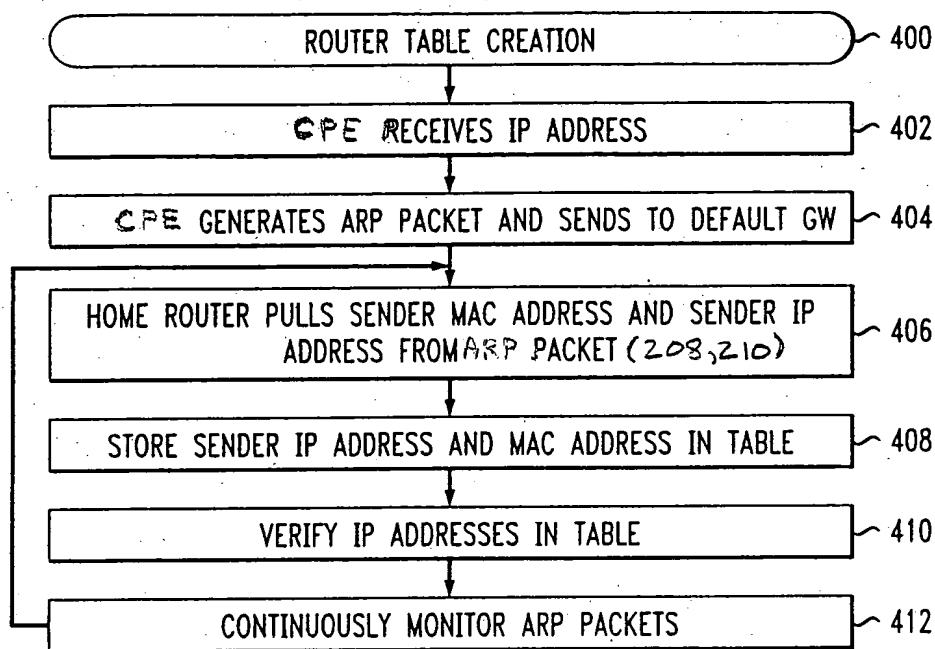 ROUTER TABLE CREATION 400
CPE RECEIVES IP ADDRESS 402
CPE GENERATES ARP PACKET AND SENDS TO DEFAULT GW 404
HOME ROUTER PULLS SENDER MAC ADDRESS AND SENDER IP
ADDRESS FROM ARP PACKET (208,210) 406
STORE SENDER IP ADDRESS AND MAC ADDRESS IN TABLE 408
VERIFY IP ADDRESSES IN TABLE 410
CONTINUOUSLY MONITOR ARP PACKETS 412